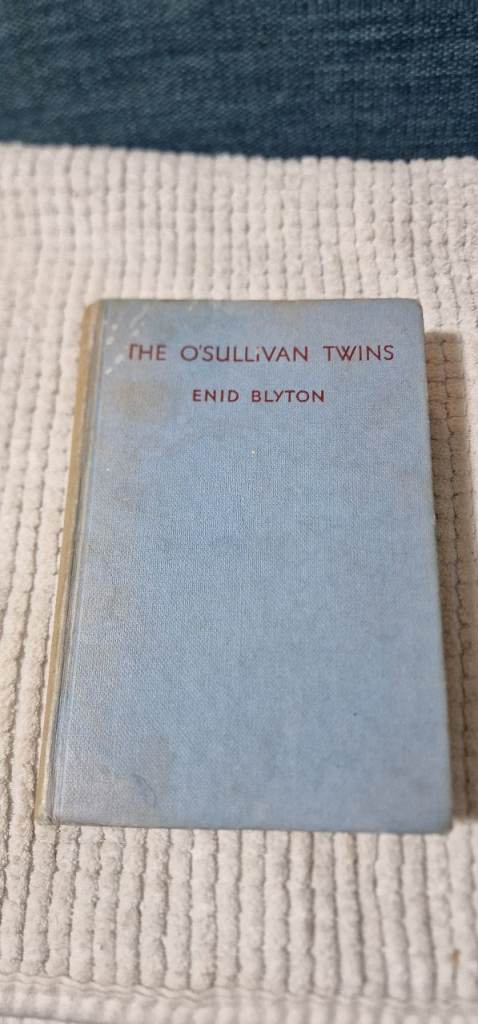 THE O'SULLIVAN TWINS
ENID BLYTON